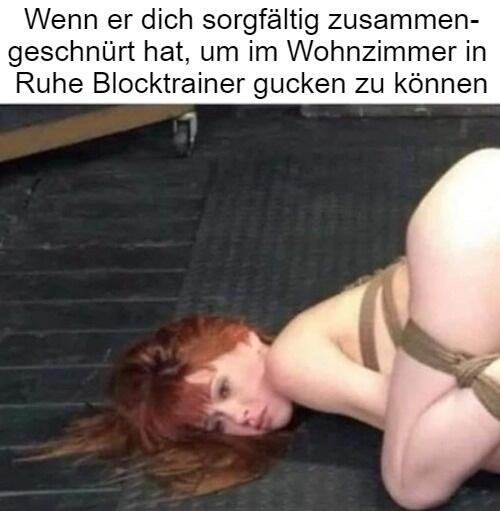 Wenn er dich sorgfältig zusammen-
geschnürt hat, um im Wohnzimmer in
Ruhe Blocktrainer gucken zu können